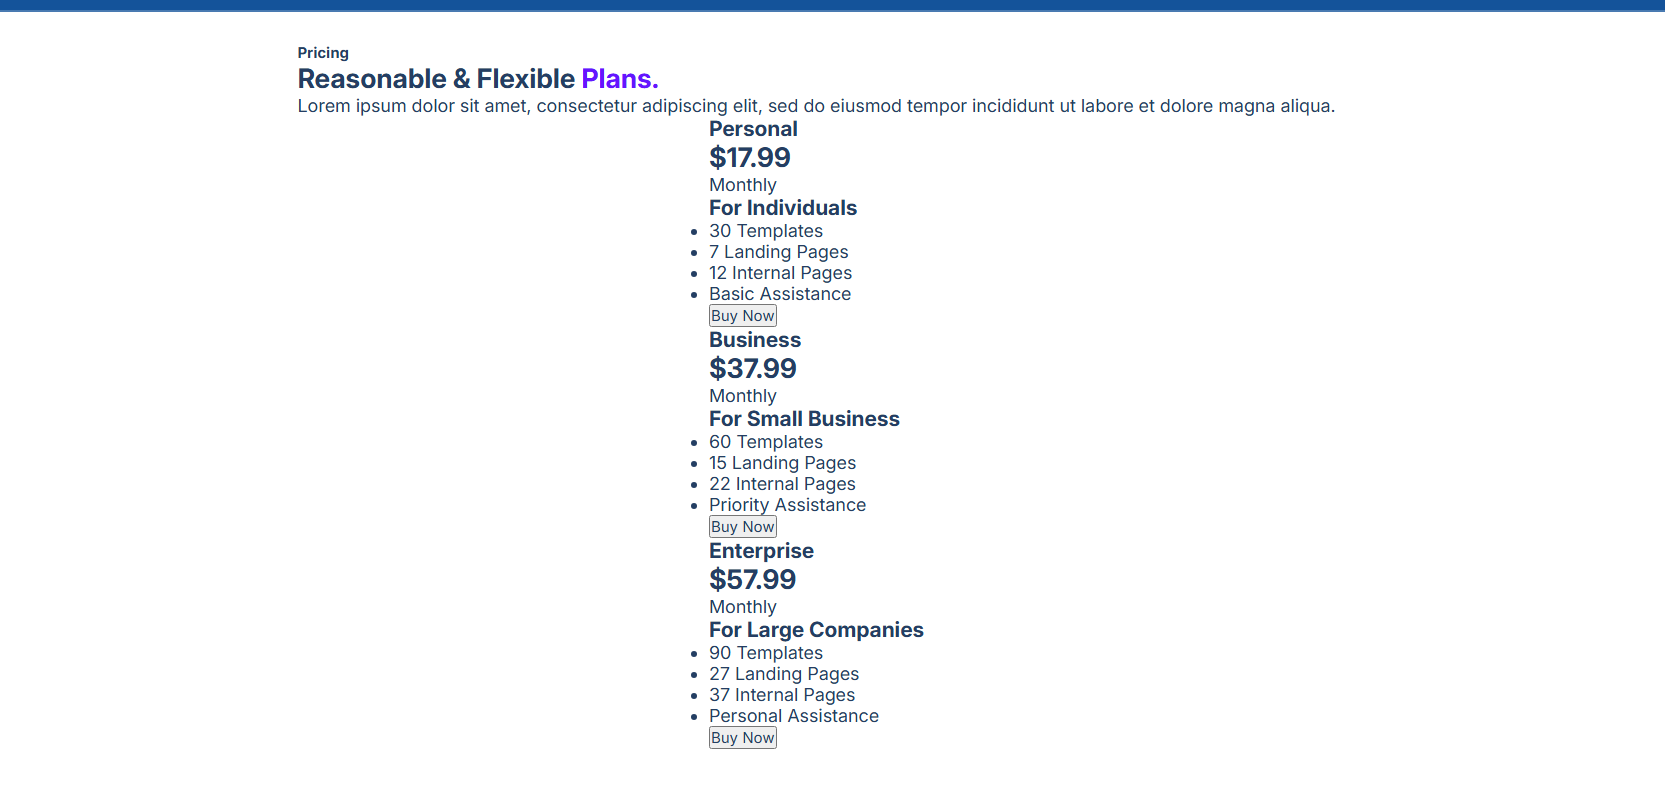 Pricing
Reasonable & Flexible Plans.
Lorem ipsum dolor sit amet, consectetur adipiscing elit, sed do eiusmod tempor incididunt ut labore et dolore magna aliqua.
Personal
$17.99
Monthly
For Individuals
30 Templates
7 Landing Pages
12 Internal Pages
Basic Assistance
Buy Now
Business
$37.99
Monthly
For Small Business
60 Templates
15 Landing Pages
22 Internal Pages
Priority Assistance
Buy Now
Enterprise
$57.99
Monthly
For Large Companies
90 Templates
27 Landing Pages
37 Internal Pages
Personal Assistance
Buy Now